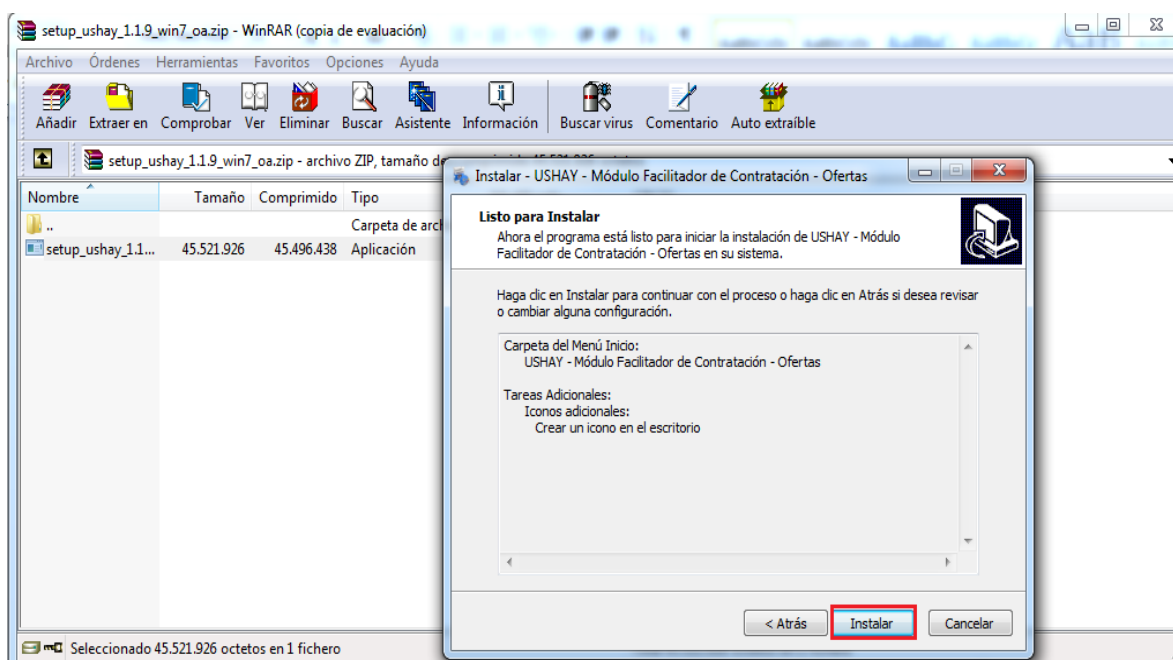 setup_ushay_1.1.9_win7_oa.zip - WinRAR (copia de evaluación)
Archivo Órdenes Herramientas Favoritos Opciones Ayuda
Añadir Extraer en Comprobar Ver Eliminar Buscar Asistente Información Buscar virus Comentario Auto extraíble
setup_ushay_1.1.9_win7_oa.zip - archivo ZIP, tamaño
Nombre Tamaño Comprimido Tipo
.. Carpeta de arch
setup_ushay_1.1... 45.521.926 45.496.438 Aplicación
Seleccionado 45.521.926 octetos en 1 fichero
Instalar - USHAY - Módulo Facilitador de Contratación - Ofertas
Listo para Instalar
Ahora el programa está listo para iniciar la instalación de USHAY - Módulo
Facilitador de Contratación - Ofertas en su sistema.
Haga clic en Instalar para continuar con el proceso o haga clic en Atrás si desea revisar
o cambiar alguna configuración.
Carpeta del Menú Inicio:
USHAY - Módulo Facilitador de Contratación - Ofertas
Tareas Adicionales:
Iconos adicionales:
Crear un icono en el escritorio
< Atrás Instalar Cancelar